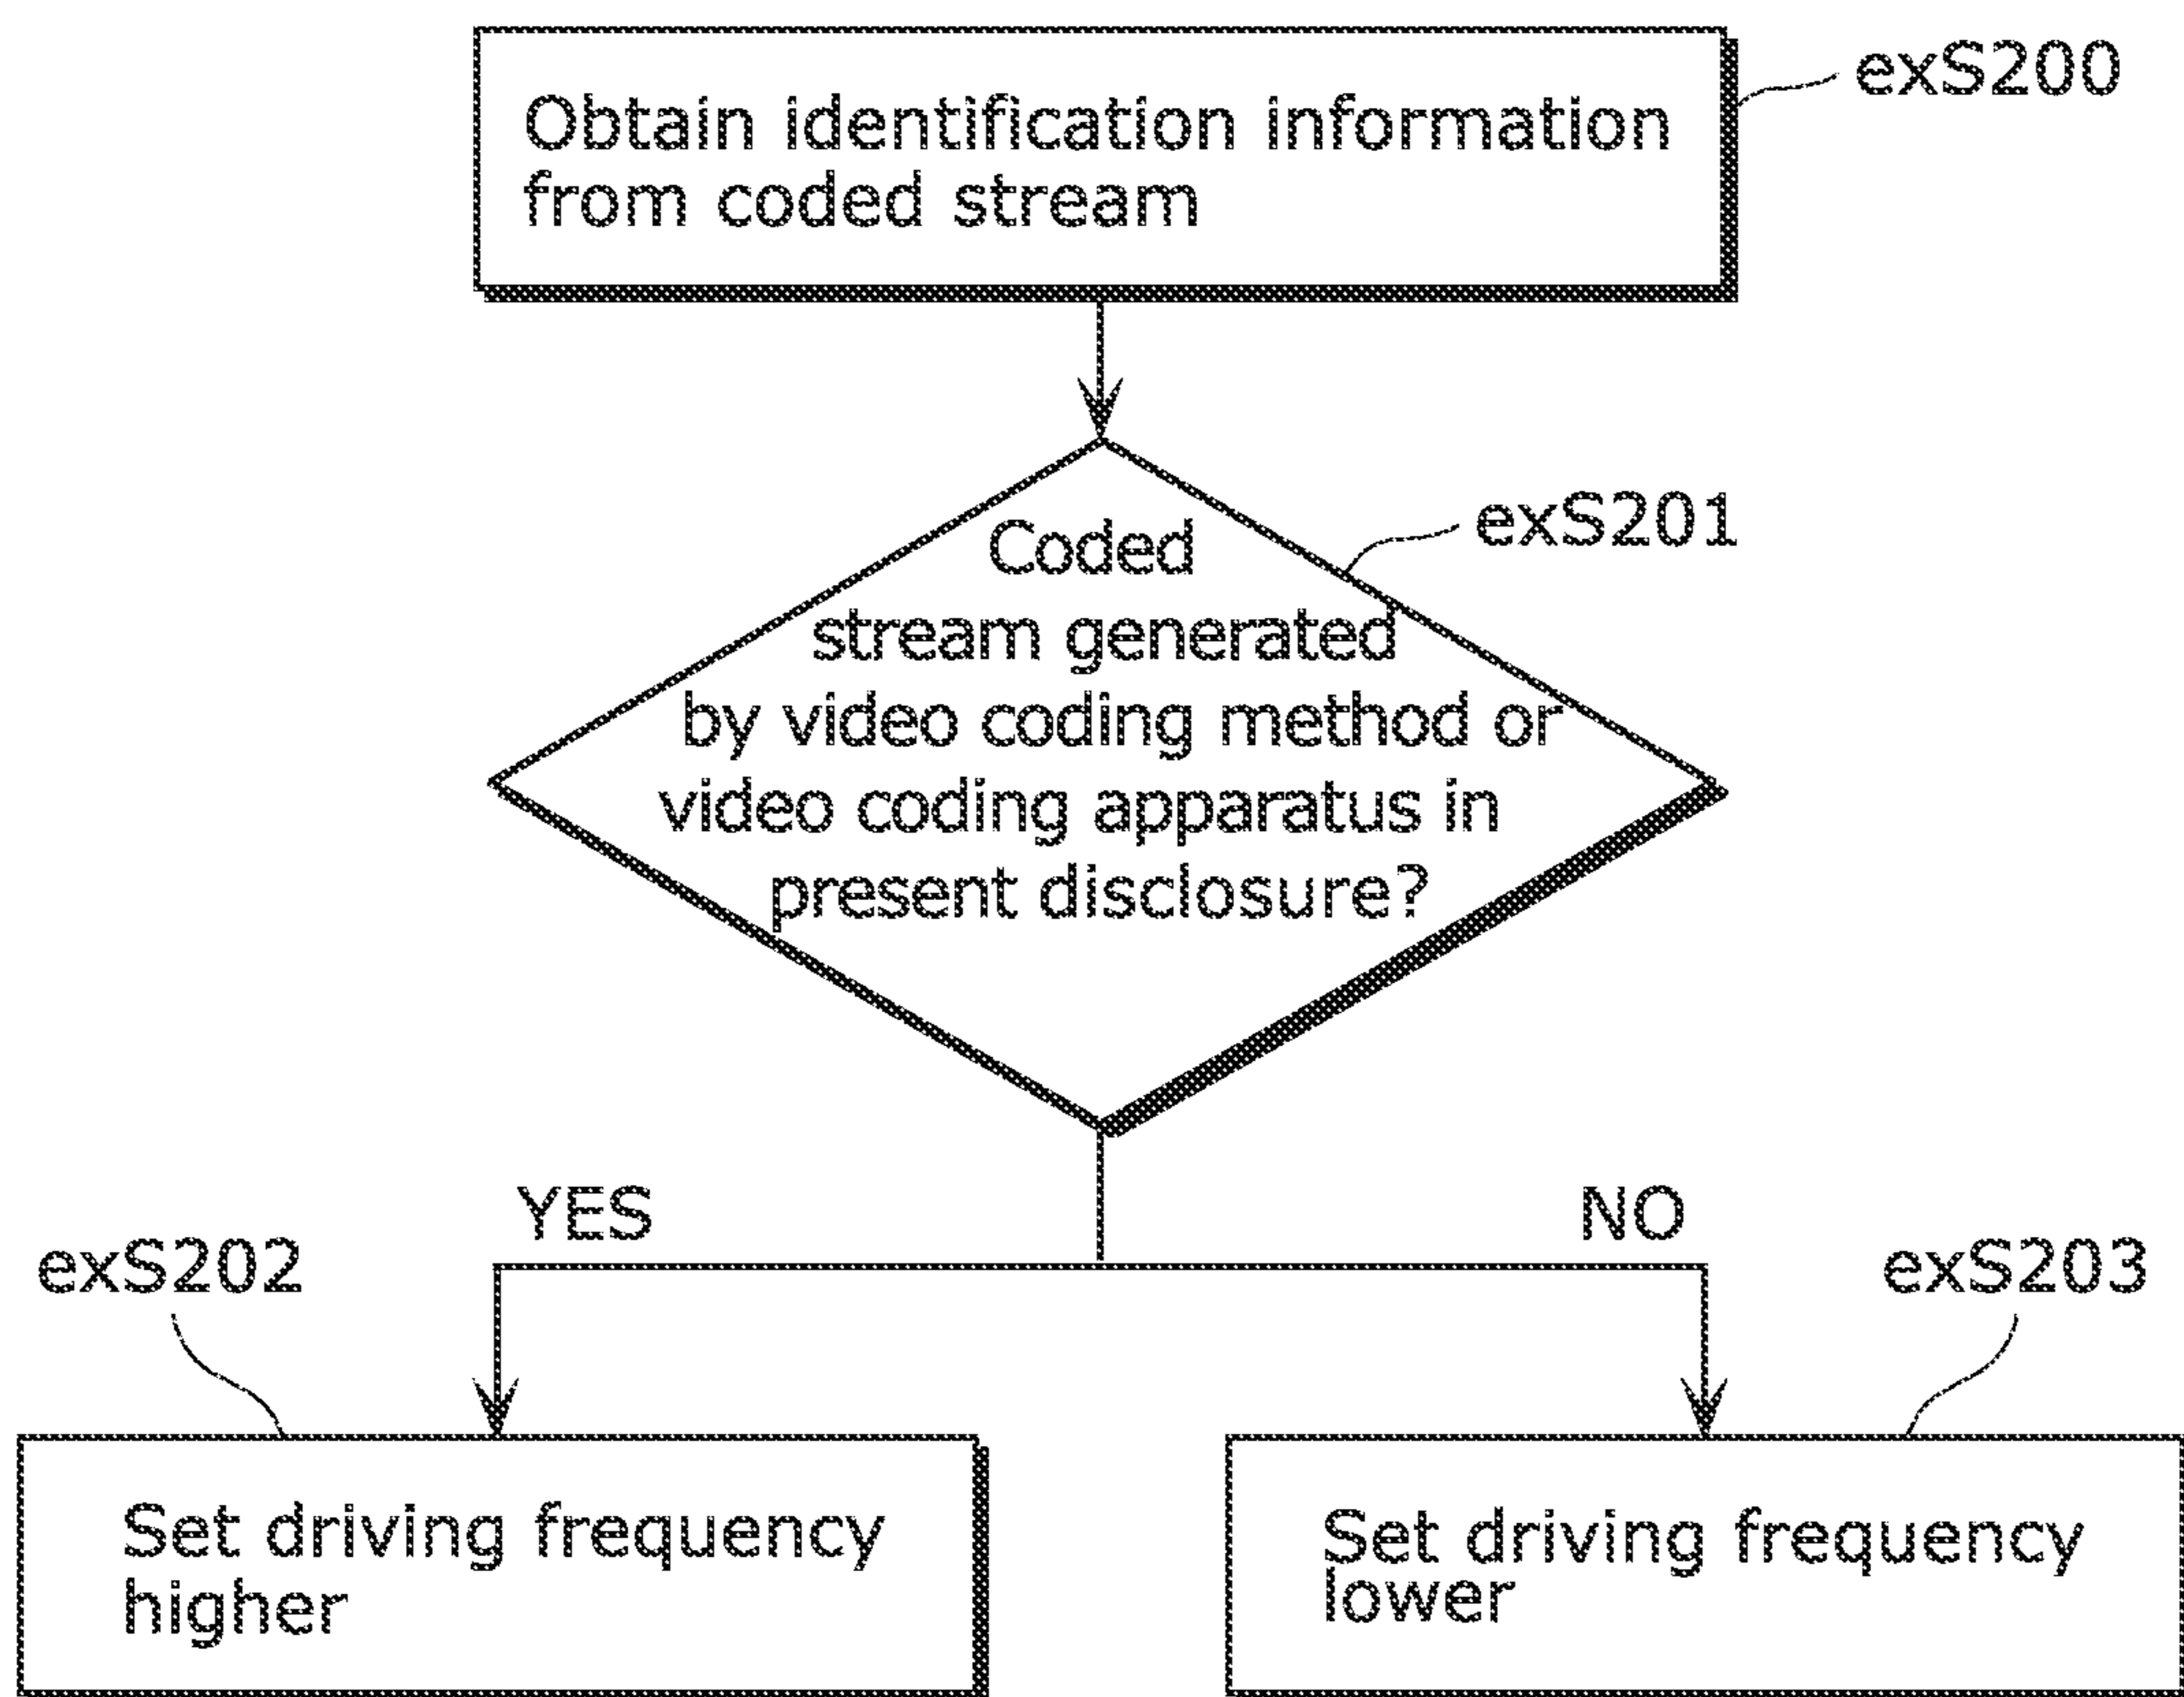 Obtain identification information
from coded stream
exS200
Coded
stream generated
by video coding method or
video coding apparatus in
present disclosure?
exS201
YES
NO
exS202
exS203
Set driving frequency
higher
Set driving frequency
lower